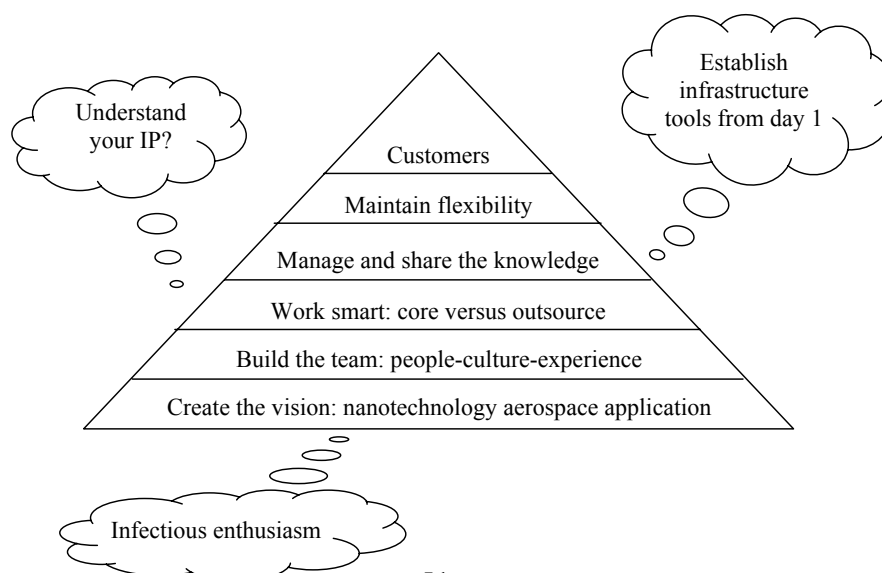 Establish
infrastructure
tools from day 1
Understand
your IP?
Customers
Maintain flexibility
Manage and share the knowledge
Work smart: core versus outsource
Build the team: people-culture-experience
Create the vision: nanotechnology aerospace application
Infectious enthusiasm